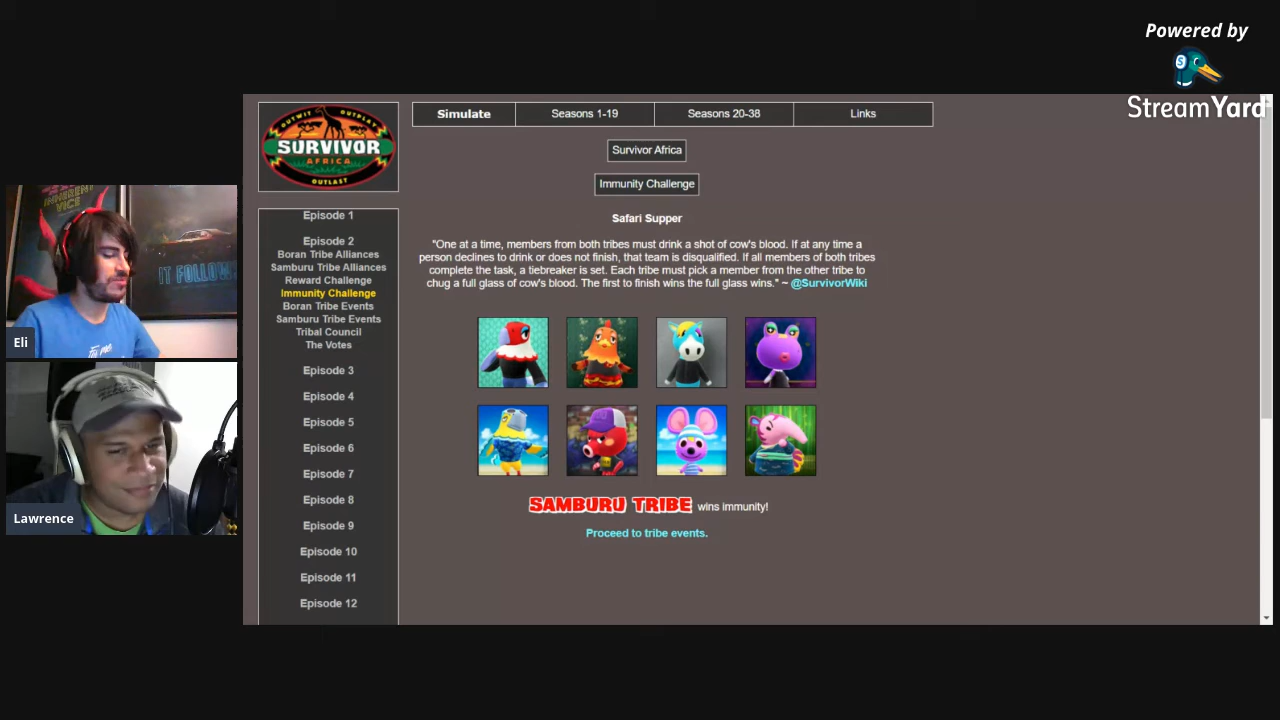 Powered by
StreamYard
OUTWIT OUTPLAY
SURVIVOR
AFRICA
OUTLAST
Simulate
Seasons 1-19
Seasons 20-38
Links
Survivor Africa
Immunity Challenge
Safari Supper
"One at a time, members from both tribes must drink a shot of cow's blood. If at any time a
person declines to drink or does not finish, that team is disqualified. If all members of both tribes
complete the task, a tiebreaker is set. Each tribe must pick a member from the other tribe to
chug a full glass of cow's blood. The first to finish wins the full glass wins." ~ @SurvivorWiki
SAMBURU TRIBE wins immunity!
Proceed to tribe events.
Episode 1
Episode 2
Boran Tribe Alliances
Samburu Tribe Alliances
Reward Challenge
Immunity Challenge
Boran Tribe Events
Samburu Tribe Events
Tribal Council
The Votes
Episode 3
Episode 4
Episode 5
Episode 6
Episode 7
Episode 8
Episode 9
Episode 10
Episode 11
Episode 12
INHERENT
VICE
IT FOLLOWS
Eli
Lawrence